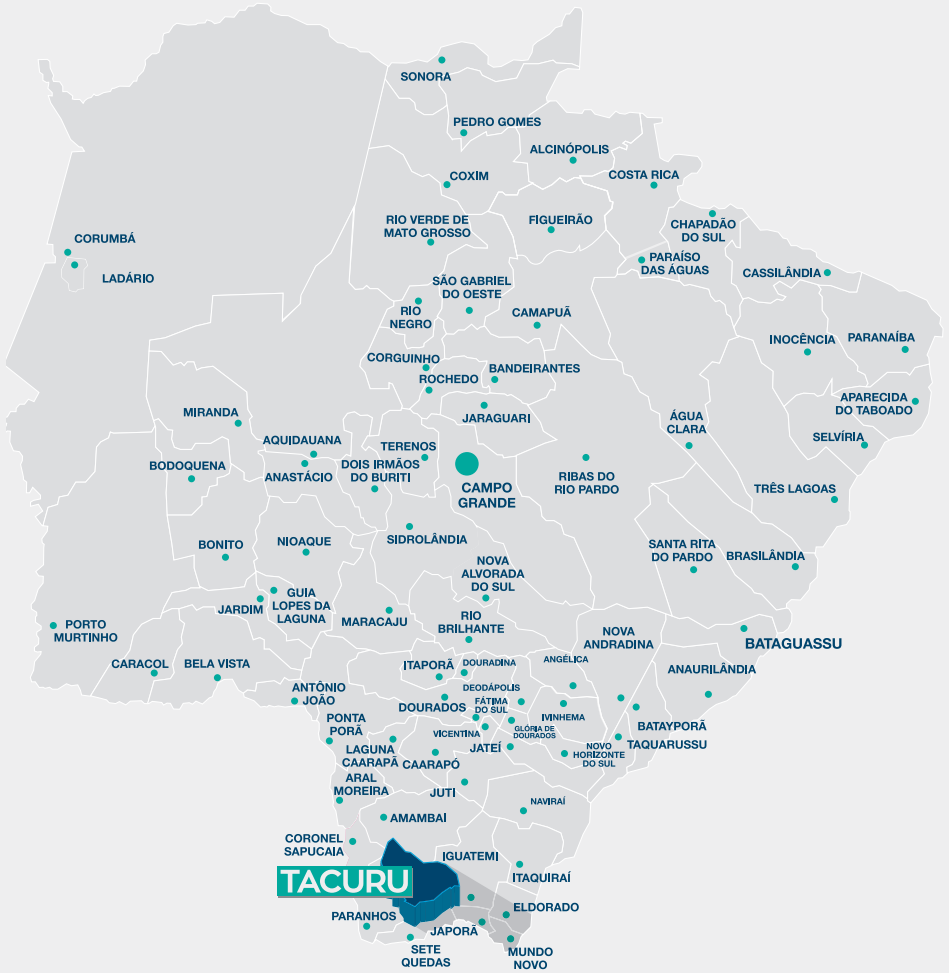 SONORA
PEDRO GOMES
ALCINÓPOLIS
COXIM
COSTA RICA
RIO VERDE DE
MATO GROSSO
FIGUEIRÃO
CHAPADÃO
DO SUL
CORUMBÁ
LADÁRIO
PARAÍSO
DAS ÁGUAS
CASSILÂNDIA
SÃO GABRIEL
DO OESTE
RIO
NEGRO
CAMAPUÃ
INOCÊNCIA
PARANAÍBA
CORGUINHO
ROCHEDO
BANDEIRANTES
JARAGUARI
APARECIDA
DO TABOADO
MIRANDA
ÁGUA
CLARA
SELVÍRIA
AQUIDAUANA
TERENOS
BODOQUENA
ANASTÁCIO
DOIS IRMÃOS
DO BURITI
CAMPO
GRANDE
RIBAS DO
RIO PARDO
TRÊS LAGOAS
SIDROLÂNDIA
BONITO
NIOAQUE
SANTA RITA
DO PARDO
BRASILÂNDIA
NOVA
ALVORADA
DO SUL
JARDIM
GUIA
LOPES DA
LAGUNA
MARACAJU
RIO
BRILHANTE
PORTO
MURTINHO
NOVA
ANDRADINA
BATAGUASSU
CARACOL
BELA VISTA
ITAPORÃ
DOURADINA
ANGÉLICA
ANAURILÂNDIA
ANTÔNIO
JOÃO
DEODÁPOLIS
DOURADOS
FÁTIMA
DO SUL
IVINHEMA
BATAYPORÃ
PONTA
PORÃ
VICENTINA
GLÓRIA DE
DOURADOS
TAQUARUSSU
LAGUNA
CAARAPÃ
CAARAPÓ
JATEÍ
NOVO
HORIZONTE
DO SUL
ARAL
MOREIRA
JUTI
NAVIRAÍ
AMAMBAI
CORONEL
SAPUCAIA
IGUATEMI
ITAQUIRAÍ
TACURU
PARANHOS
ELDORADO
JAPORÃ
SETE
QUEDAS
MUNDO
NOVO